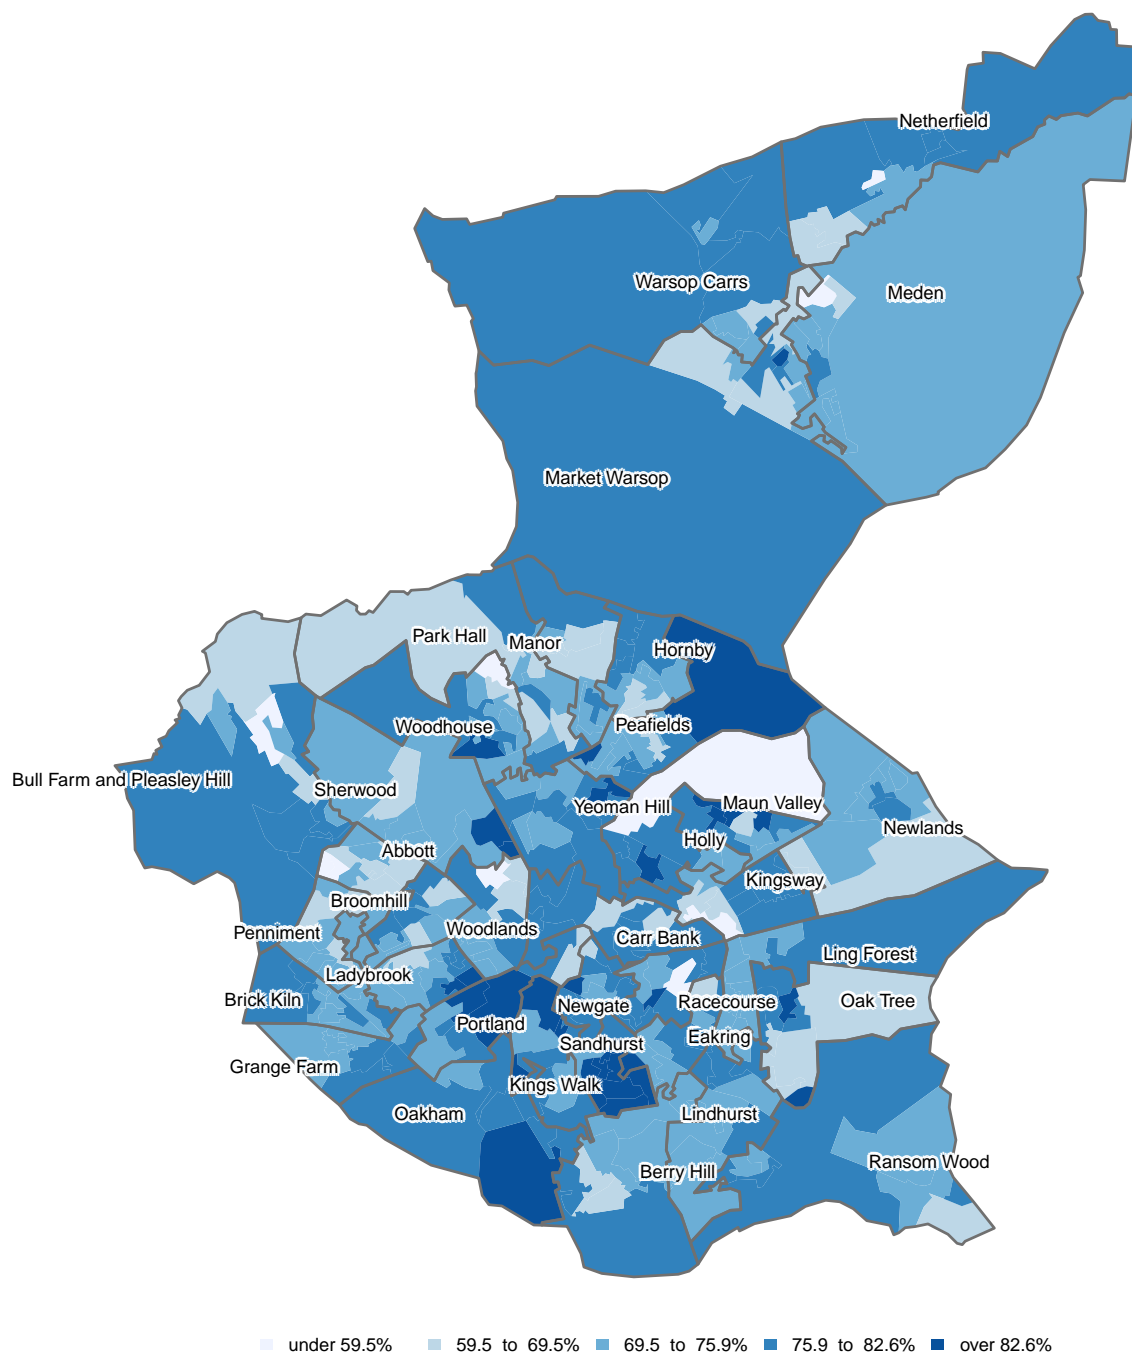 Netherfield
Warsop Carrs
Meden
Market Warsop
Park Hall
Manor
Hornby
Woodhouse
Peafields
Bull Farm and Pleasley Hill
Sherwood
Yeoman Hill
Maun Valley
Newlands
Holly
Abbott
Kingsway
Broomhill
Penniment
Woodlands
Carr Bank
Ling Forest
Ladybrook
Brick Kiln
Newgate
Racecourse
Oak Tree
Portland
Sandhurst
Eakring
Grange Farm
Kings Walk
Oakham
Lindhurst
Ransom Wood
Berry Hill
under 59.5% 59.5 to 69.5% 69.5 to 75.9% 75.9 to 82.6% over 82.6%